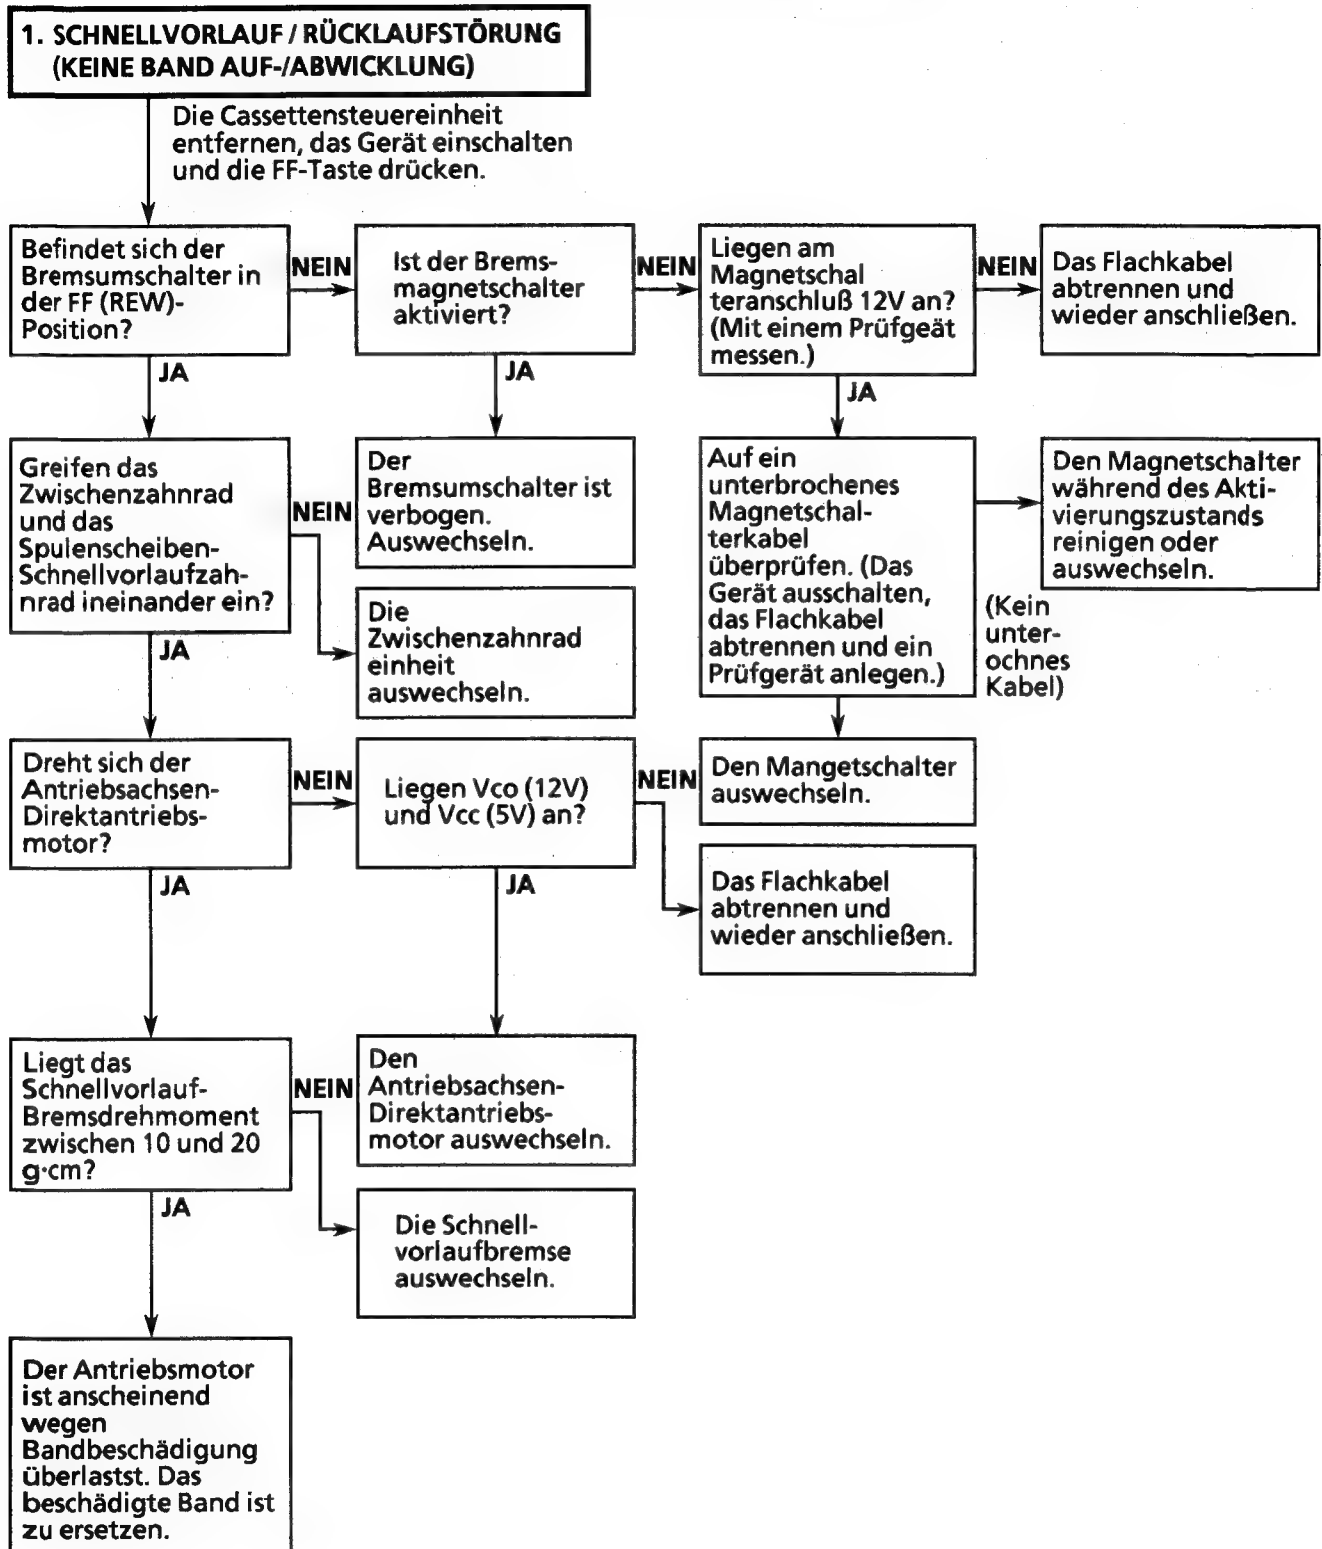 1. SCHNELLVORLAUF / RÜCKLAUFSTÖRUNG
(KEINE BAND AUF-/ABWICKLUNG)
Die Cassettensteuereinheit
entfernen, das Gerät einschalten
und die FF-Taste drücken.
Befindet sich der
Bremsumschalter in
der FF (REW)-
Position?
NEIN
Ist der Brems-
magnetschalter
aktiviert?
NEIN
Liegen am
Magnetschal
teranschluß 12V an?
(Mit einem Prüfgeät
messen.)
NEIN
Das Flachkabel
abtrennen und
wieder anschließen.
JA
JA
JA
Greifen das
Zwischenzahnrad
und das
Spulenscheiben-
Schnellvorlaufzah-
nrad ineinander ein?
NEIN
Der
Bremsumschalter ist
verbogen.
Auswechseln.
Auf ein
unterbrochenes
Magnetschal-
terkabel
überprüfen. (Das
Gerät ausschalten,
das Flachkabel
abtrennen und ein
Prüfgerät anlegen.)
Den Magnetschalter
während des Akti-
vierungszustands
reinigen oder
auswechseln.
(Kein
unter-
ochnes
Kabel)
Die
Zwischenzahnrad
einheit
auswechseln.
JA
Dreht sich der
Antriebsachsen-
Direktantriebs-
motor?
NEIN
Liegen Vco (12V)
und Vcc (5V) an?
NEIN
Den Mangetschalter
auswechseln.
Das Flachkabel
abtrennen und
wieder anschließen.
JA
JA
Liegt das
Schnellvorlauf-
Bremsdrehmoment
zwischen 10 und 20
g·cm?
NEIN
Den
Antriebsachsen-
Direktantriebs-
motor auswechseln.
Die Schnell-
vorlaufbremse
auswechseln.
JA
Der Antriebsmotor
ist anscheinend
wegen
Bandbeschädigung
überlastst. Das
beschädigte Band ist
zu ersetzen.